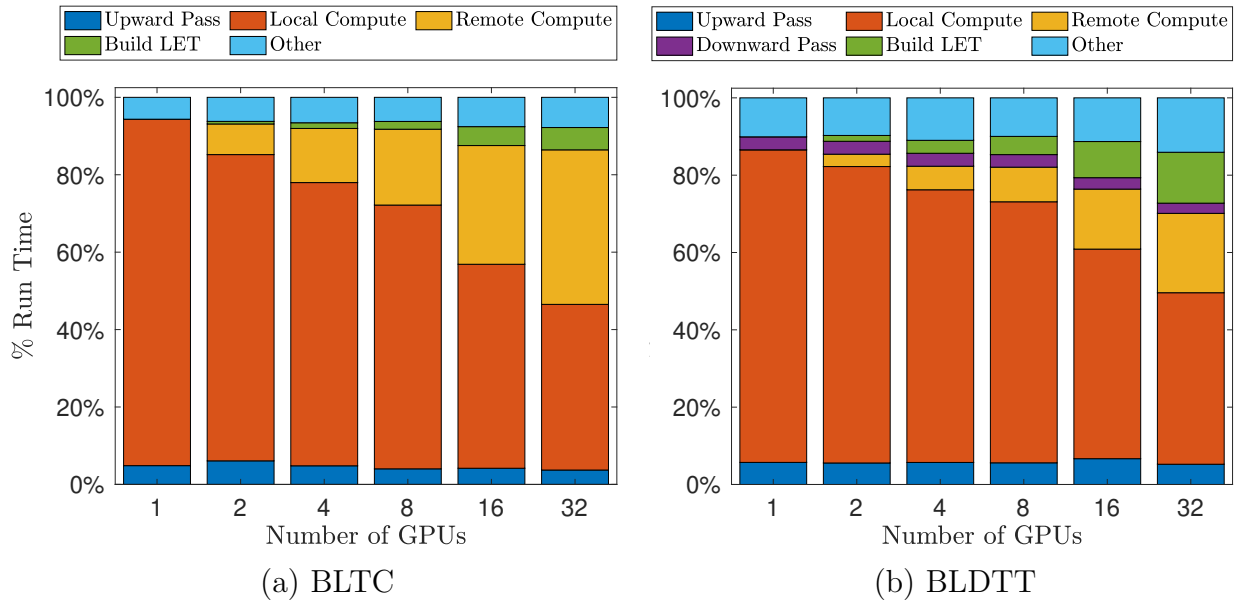 Upward Pass Local Compute Remote Compute
Build LET Other
100%
80%
60%
40%
20%
0%
% Run Time
1 2 4 8 16 32
Number of GPUs
(a) BLTC
Upward Pass Local Compute Remote Compute
Downward Pass Build LET Other
100%
80%
60%
40%
20%
0%
1 2 4 8 16 32
Number of GPUs
(b) BLDTT